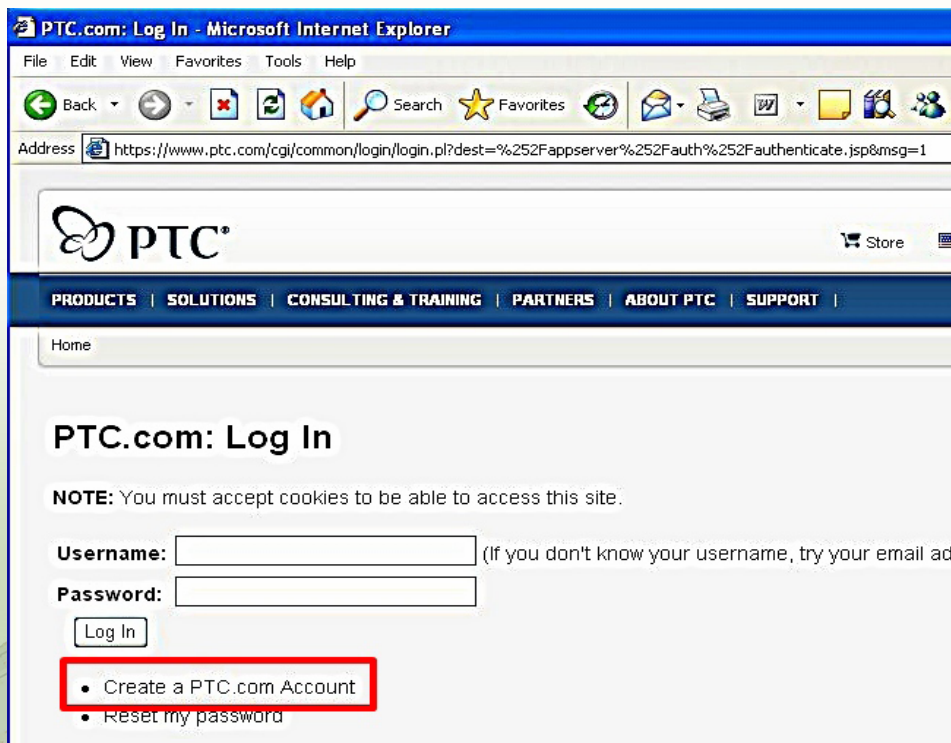 PTC.com: Log In - Microsoft Internet Explorer
File Edit View Favorites Tools Help
Back Search Favorites
Address https://www.ptc.com/cgi/common/login/login.pl?dest=%252Fappserver%252Fauth%252Fauthenticate.jsp&msg=1
PTC®
Store
PRODUCTS | SOLUTIONS | CONSULTING & TRAINING | PARTNERS | ABOUT PTC | SUPPORT |
Home
PTC.com: Log In
NOTE: You must accept cookies to be able to access this site.
Username: (If you don't know your username, try your email ad
Password:
Log In
• Create a PTC.com Account
• Reset my password